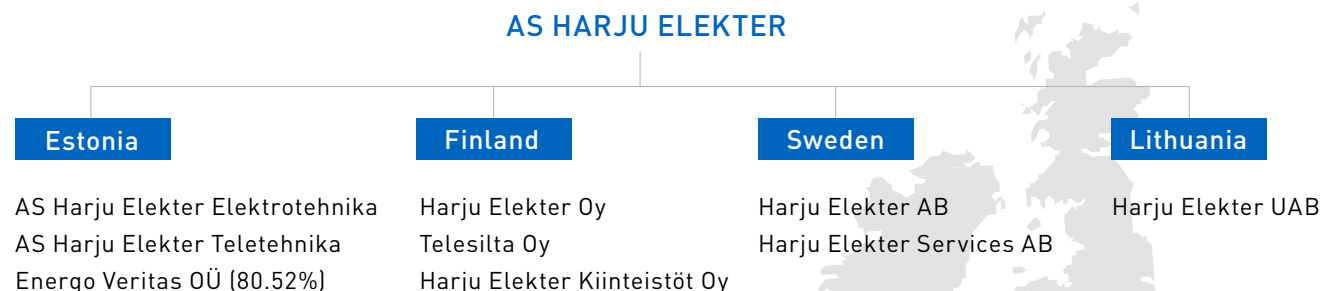 AS HARJU ELEKTER
Estonia
AS Harju Elekter Elektrotehnika
AS Harju Elekter Teletehnika
Energo Veritas OÜ (80.52%)
Finland
Harju Elekter Oy
Telesilta Oy
Harju Elekter Kiinteistöt Oy
Sweden
Harju Elekter AB
Harju Elekter Services AB
Lithuania
Harju Elekter UAB